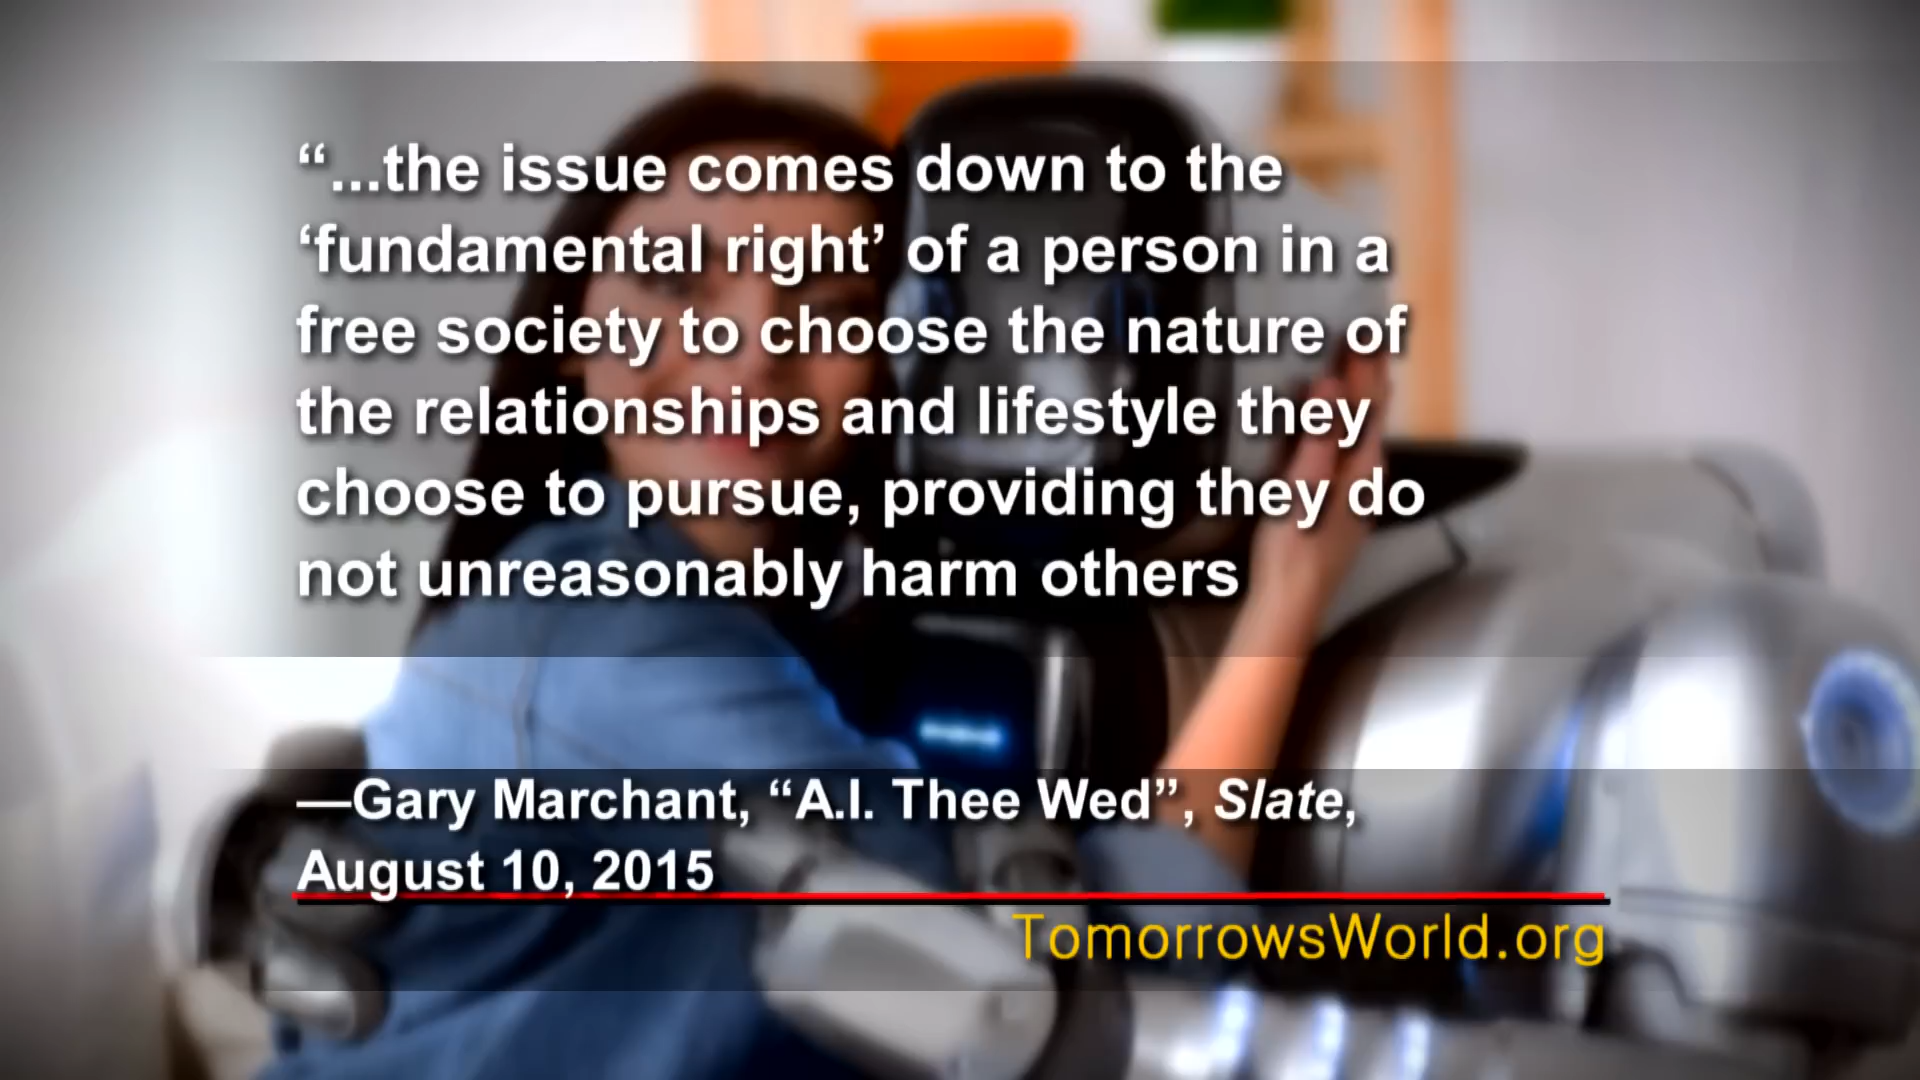 “...the issue comes down to the
‘fundamental right’ of a person in a
free society to choose the nature of
the relationships and lifestyle they
choose to pursue, providing they do
not unreasonably harm others
—Gary Marchant, “A.I. Thee Wed”, Slate,
August 10, 2015
TomorrowsWorld.org